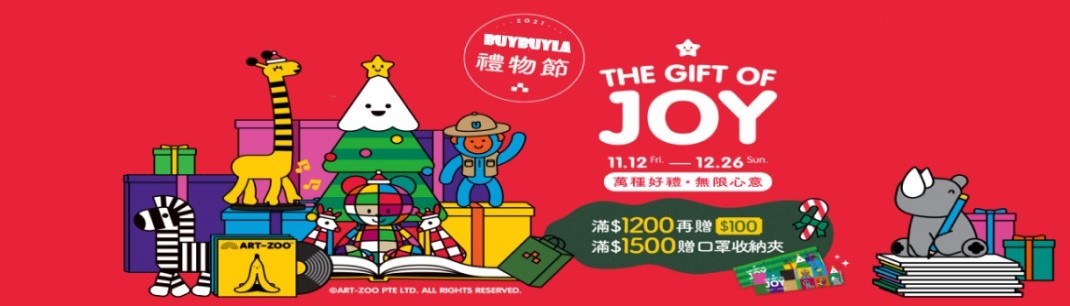 2021
BUYBUYLA
禮物節
THE GIFT OF
JOY
11.12 Fri. — 12.26 Sun.
萬種好禮・無限心意
滿$1200再贈 $100
滿$1500贈口罩收納夾
ART-ZOO
JOY
©ART-ZOO PTE LTD. ALL RIGHTS RESERVED.